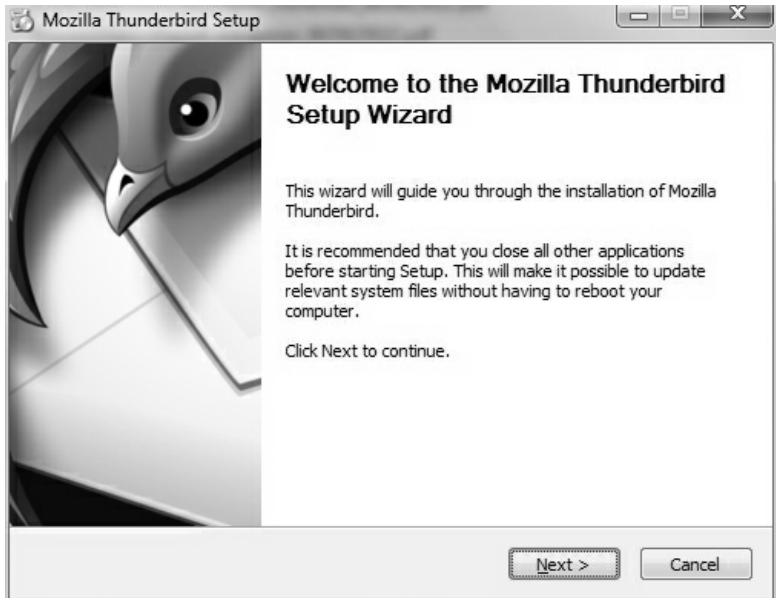 Mozilla Thunderbird Setup
Welcome to the Mozilla Thunderbird
Setup Wizard
This wizard will guide you through the installation of Mozilla
Thunderbird.
It is recommended that you close all other applications
before starting Setup. This will make it possible to update
relevant system files without having to reboot your
computer.
Click Next to continue.
Next >
Cancel